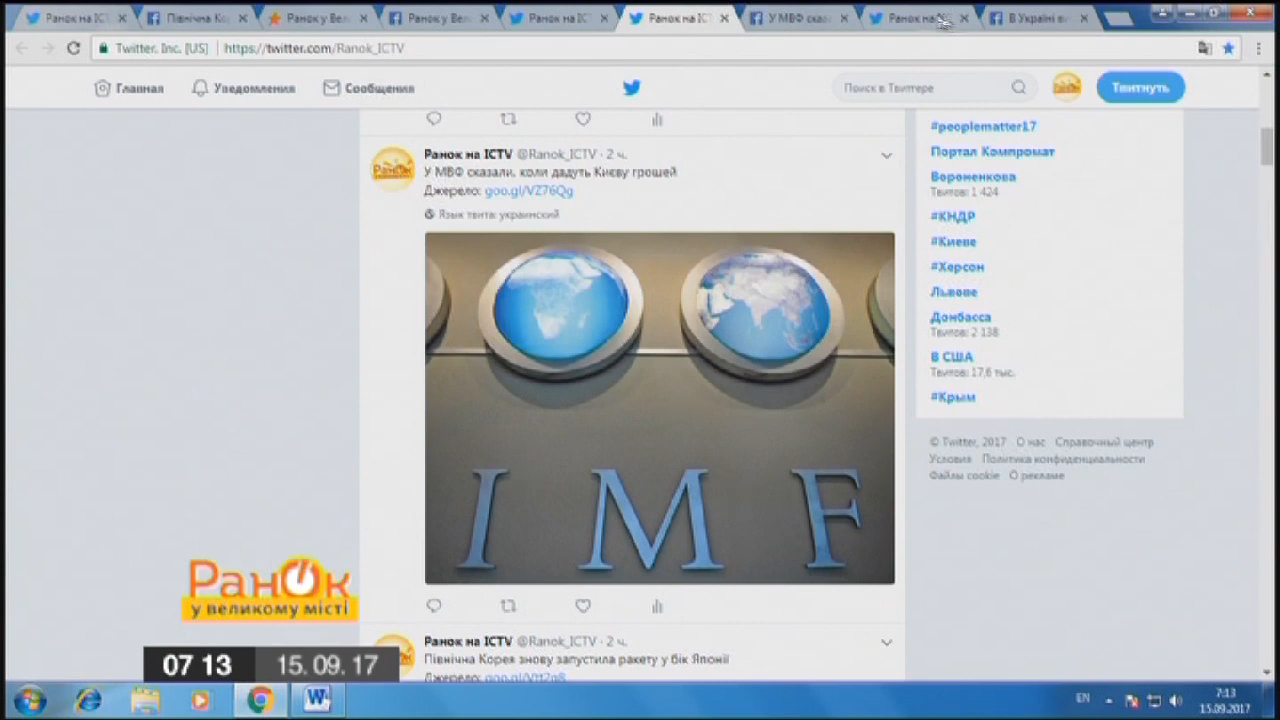 Ранок на IC
Північна Ко
Ранок у Вел
Ранок у Вел
Ранок на IC
Ранок на IC
У МВФ сказ
Ранок на
В Україні в
Twitter, Inc. [US] https://twitter.com/Ranok_ICTV
Главная Уведомления Сообщения Поиск в Твиттере Твитнуть
Ранок на ICTV @Ranok_ICTV · 2 ч.
У МВФ сказали, коли дадуть Києву грошей
Джерело: goo.gl/VZ76Qg
Язык твита: украинский
I M F
Ранок на ICTV @Ranok_ICTV · 2 ч.
Північна Корея знову запустила ракету у бік Японії
Джерело:
#peoplematter17
Портал Компромат
Вороненкова
Твитов: 1 424
#КНДР
#Киеве
#Херсон
Львове
Донбасса
Твитов: 2 138
В США
Твитов: 17,6 тыс.
#Крым
© Twitter, 2017 О нас Справочный центр
Условия Политика конфиденциальности
Файлы cookie О рекламе
Ранок
у великому місті
07 13 15.09.17
EN
7:13
15.09.2017